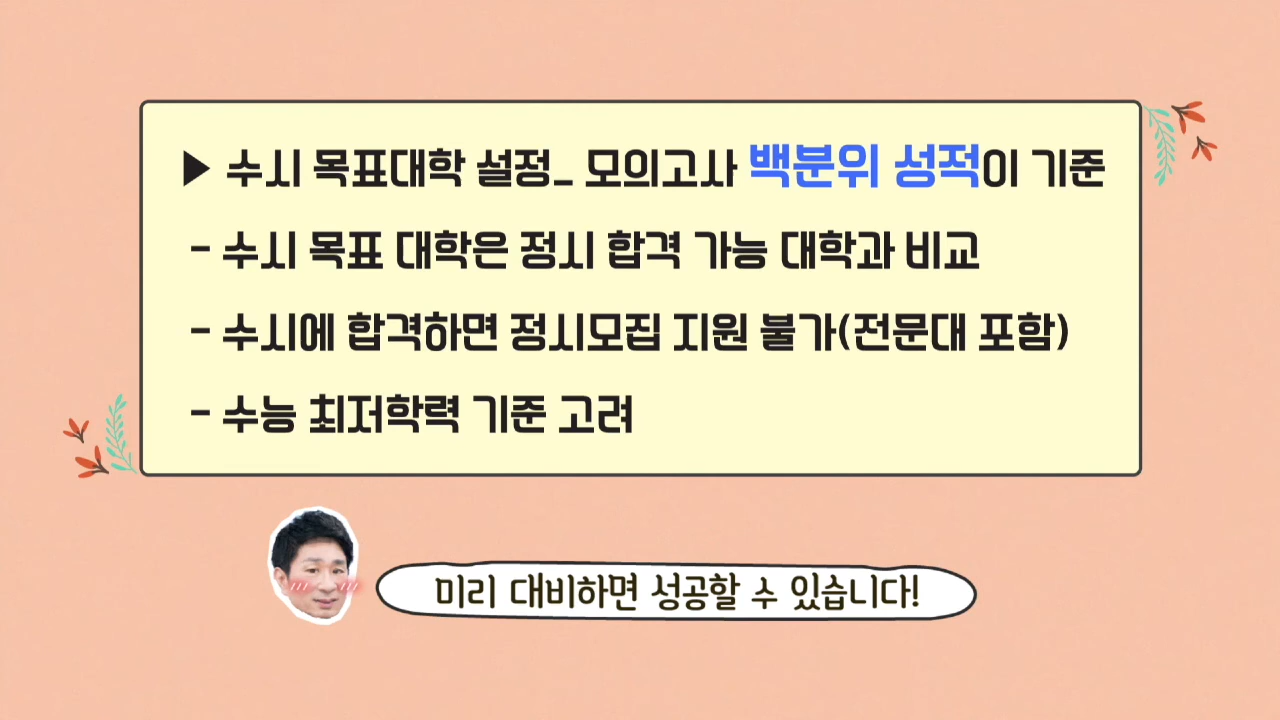 ▶ 수시 목표대학 설정_ 모의고사 백분위 성적이 기준
- 수시 목표 대학은 정시 합격 가능 대학과 비교
- 수시에 합격하면 정시모집 지원 불가(전문대 포함)
- 수능 최저학력 기준 고려
미리 대비하면 성공할 수 있습니다!